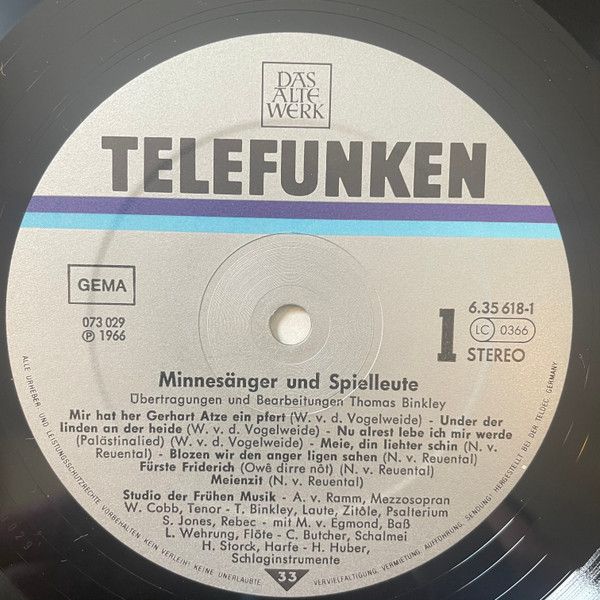 DAS
ALTE
WERK
TELEFUNKEN
GEMA
073 029
℗ 1966
1
6.35 618-1
LC 0366
STEREO
Minnesänger und Spielleute
Übertragungen und Bearbeitungen Thomas Binkley
Mir hat her Gerhart Atze ein pfert (W. v. d. Vogelweide) - Under der
linden an der heide (W. v. d. Vogelweide) - Nu alrest lebe ich mir werde
(Palästinalied) (W. v. d. Vogelweide) - Meie, din liehter schin (N. v.
Reuental) - Blozen wir den anger ligen sahen (N. v. Reuental)
Fürste Friderich (Owê dirre nôt) (N. v. Reuental)
Meienzit (N. v. Reuental)
Studio der Frühen Musik - A. v. Ramm, Mezzosopran
W. Cobb, Tenor - T. Binkley, Laute, Zitôle, Psalterium
S. Jones, Rebec - mit M. v. Egmond, Baß
L. Wehrung, Flöte - C. Butcher, Schalmei
H. Storck, Harfe - H. Huber,
Schlaginstrumente
33
ALLE URHEBER UND LEISTUNGSSCHUTZRECHTE VORBEHALTEN KEIN VERLEIH! KEINE UNERLAUBTE VERVIELFÄLTIGUNG, VERMIETUNG, AUFFÜHRUNG, SENDUNG! HERGESTELLT BEI DER TELDEC GERMANY